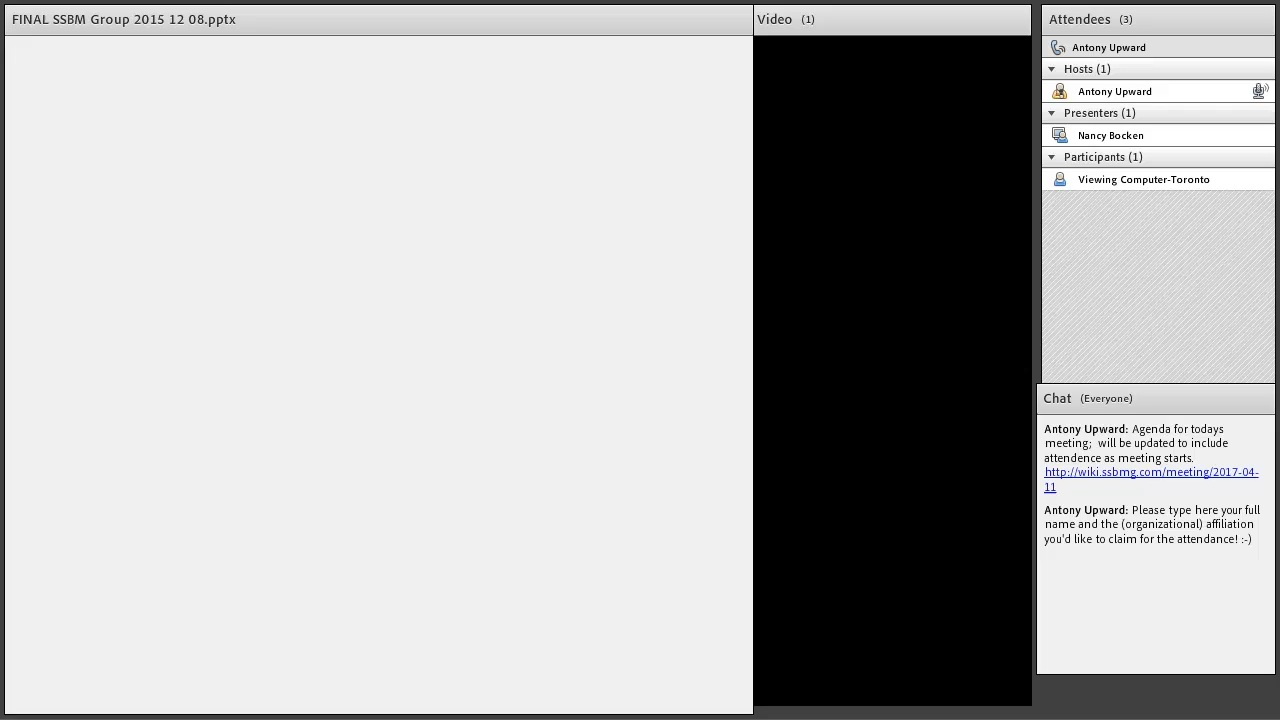 FINAL SSBM Group 2015 12 08.pptx
Video (1)
Attendees (3)
Antony Upward
Hosts (1)
Antony Upward
Presenters (1)
Nancy Bocken
Participants (1)
Viewing Computer-Toronto
Chat (Everyone)
Antony Upward: Agenda for todays
meeting;  will be updated to include
attendence as meeting starts.
http://wiki.ssbmg.com/meeting/2017-04-
11
Antony Upward: Please type here your full
name and the (organizational) affiliation
you'd like to claim for the attendance! :-)